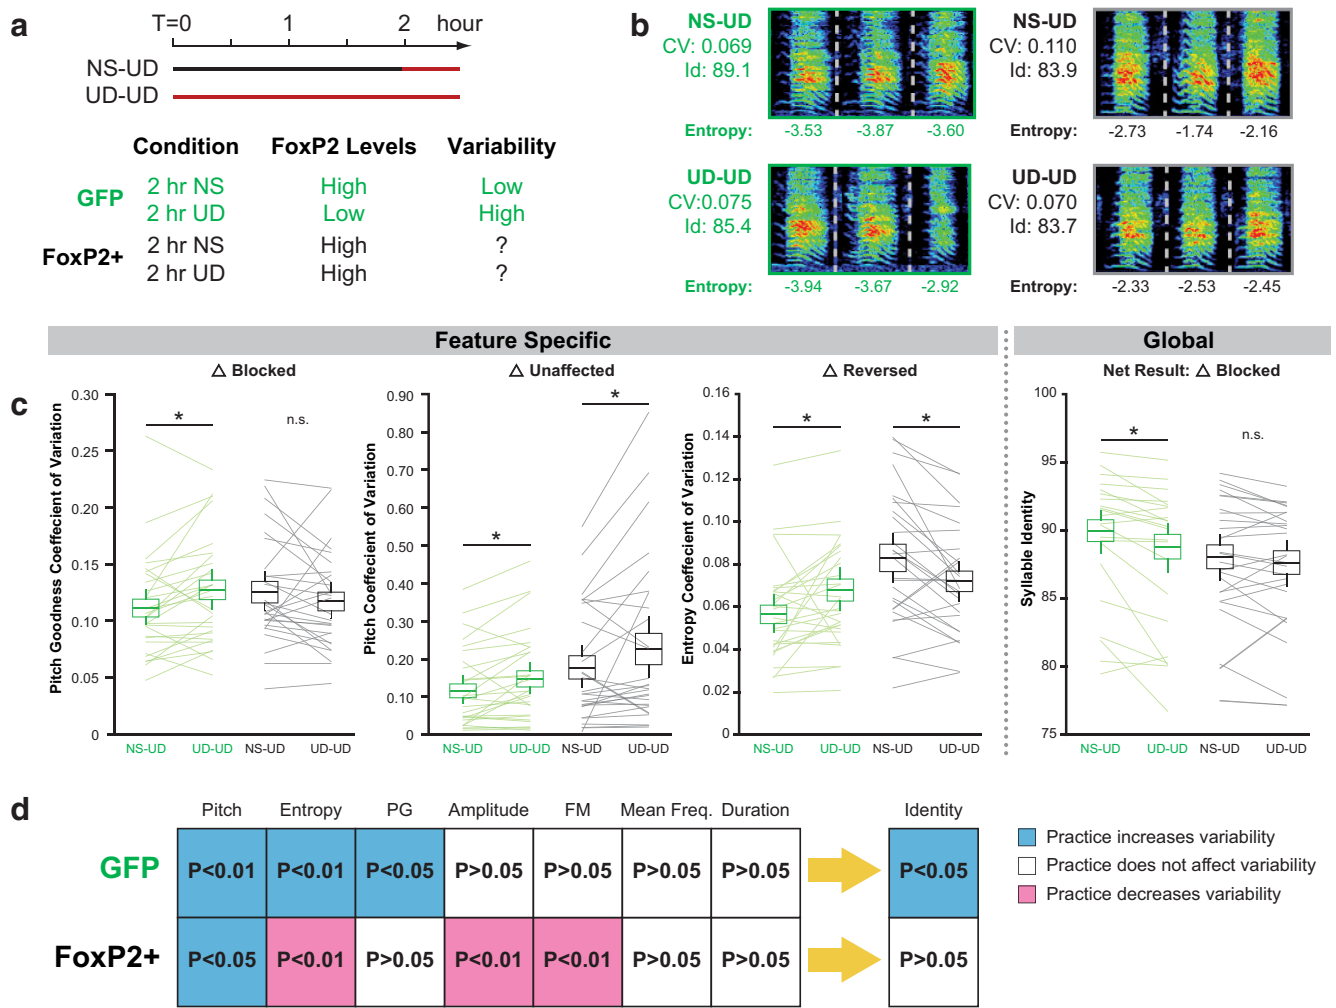 a
T=0 1 2 hour
NS-UD
UD-UD
Condition FoxP2 Levels Variability
GFP
2 hr NS High Low
2 hr UD Low High
FoxP2+
2 hr NS High ?
2 hr UD High ?
b
NS-UD
CV: 0.069
Id: 89.1
Entropy: -3.53 -3.87 -3.60
NS-UD
CV: 0.110
Id: 83.9
Entropy: -2.73 -1.74 -2.16
UD-UD
CV:0.075
Id: 85.4
Entropy: -3.94 -3.67 -2.92
UD-UD
CV: 0.070
Id: 83.7
Entropy: -2.33 -2.53 -2.45
Feature Specific
Global
c
△ Blocked
Pitch Goodness Coeffecient of Variation
0.30
0.25
0.20
0.15
0.10
0.05
0
*
n.s.
NS-UD UD-UD NS-UD UD-UD
△ Unaffected
Pitch Coeffecient of Variation
0.90
0.80
0.70
0.60
0.50
0.40
0.30
0.20
0.10
0
*
*
NS-UD UD-UD NS-UD UD-UD
△ Reversed
Entropy Coeffecient of Variation
0.16
0.14
0.12
0.10
0.08
0.06
0.04
0.02
0
*
*
NS-UD UD-UD NS-UD UD-UD
Net Result: △ Blocked
Syllable Identity
100
95
90
85
80
75
*
n.s.
NS-UD UD-UD NS-UD UD-UD
d
Pitch Entropy PG Amplitude FM Mean Freq. Duration Identity
GFP P<0.01 P<0.01 P<0.05 P>0.05 P>0.05 P>0.05 P>0.05 P<0.05
FoxP2+ P<0.05 P<0.01 P>0.05 P<0.01 P<0.01 P>0.05 P>0.05 P>0.05
Practice increases variability
Practice does not affect variability
Practice decreases variability